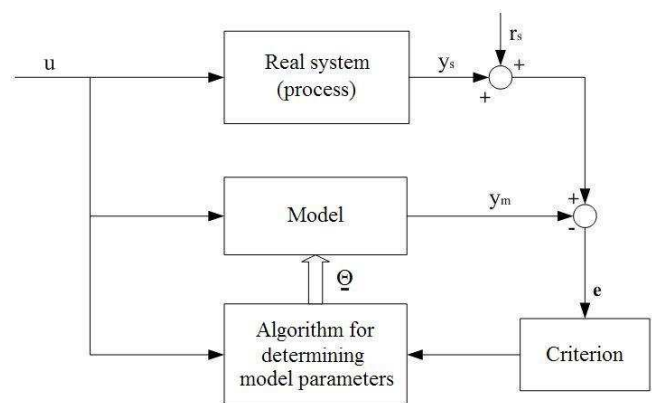 u
Real system
(process)
yₛ
rₛ
+
+
Model
yₘ
+
-
Θ
e
Algorithm for
determining
model parameters
Criterion